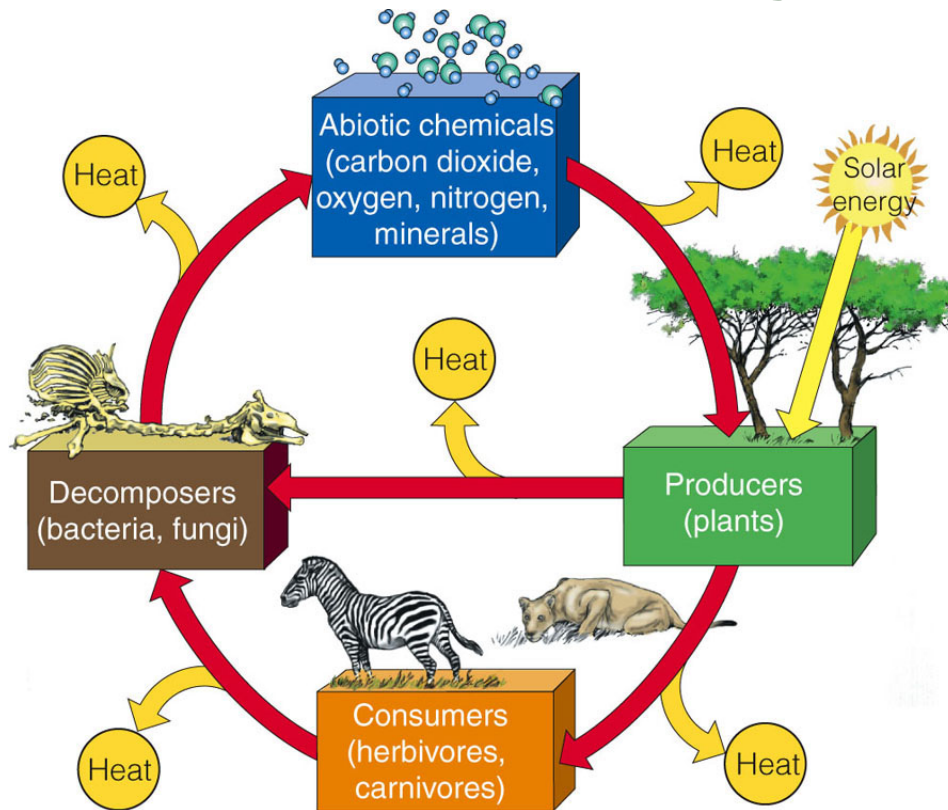 Abiotic chemicals
(carbon dioxide,
oxygen, nitrogen,
minerals)
Heat
Heat
Solar
energy
Heat
Decomposers
(bacteria, fungi)
Producers
(plants)
Consumers
(herbivores,
carnivores)
Heat
Heat